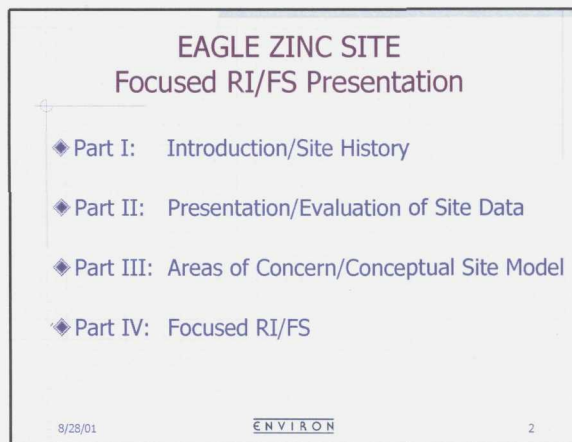 EAGLE ZINC SITE
Focused RI/FS Presentation
Part I: Introduction/Site History
Part II: Presentation/Evaluation of Site Data
Part III: Areas of Concern/Conceptual Site Model
Part IV: Focused RI/FS
8/28/01 ENVIRON 2